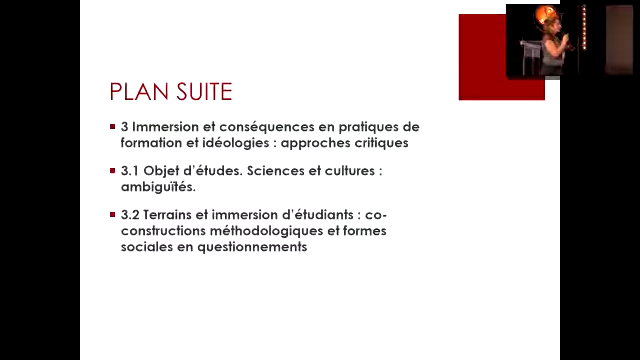 PLAN SUITE
3 Immersion et conséquences en pratiques de
formation et idéologies : approches critiques
3.1 Objet d'études. Sciences et cultures :
ambiguïtés.
3.2 Terrains et immersion d'étudiants : co-
constructions méthodologiques et formes
sociales en questionnements